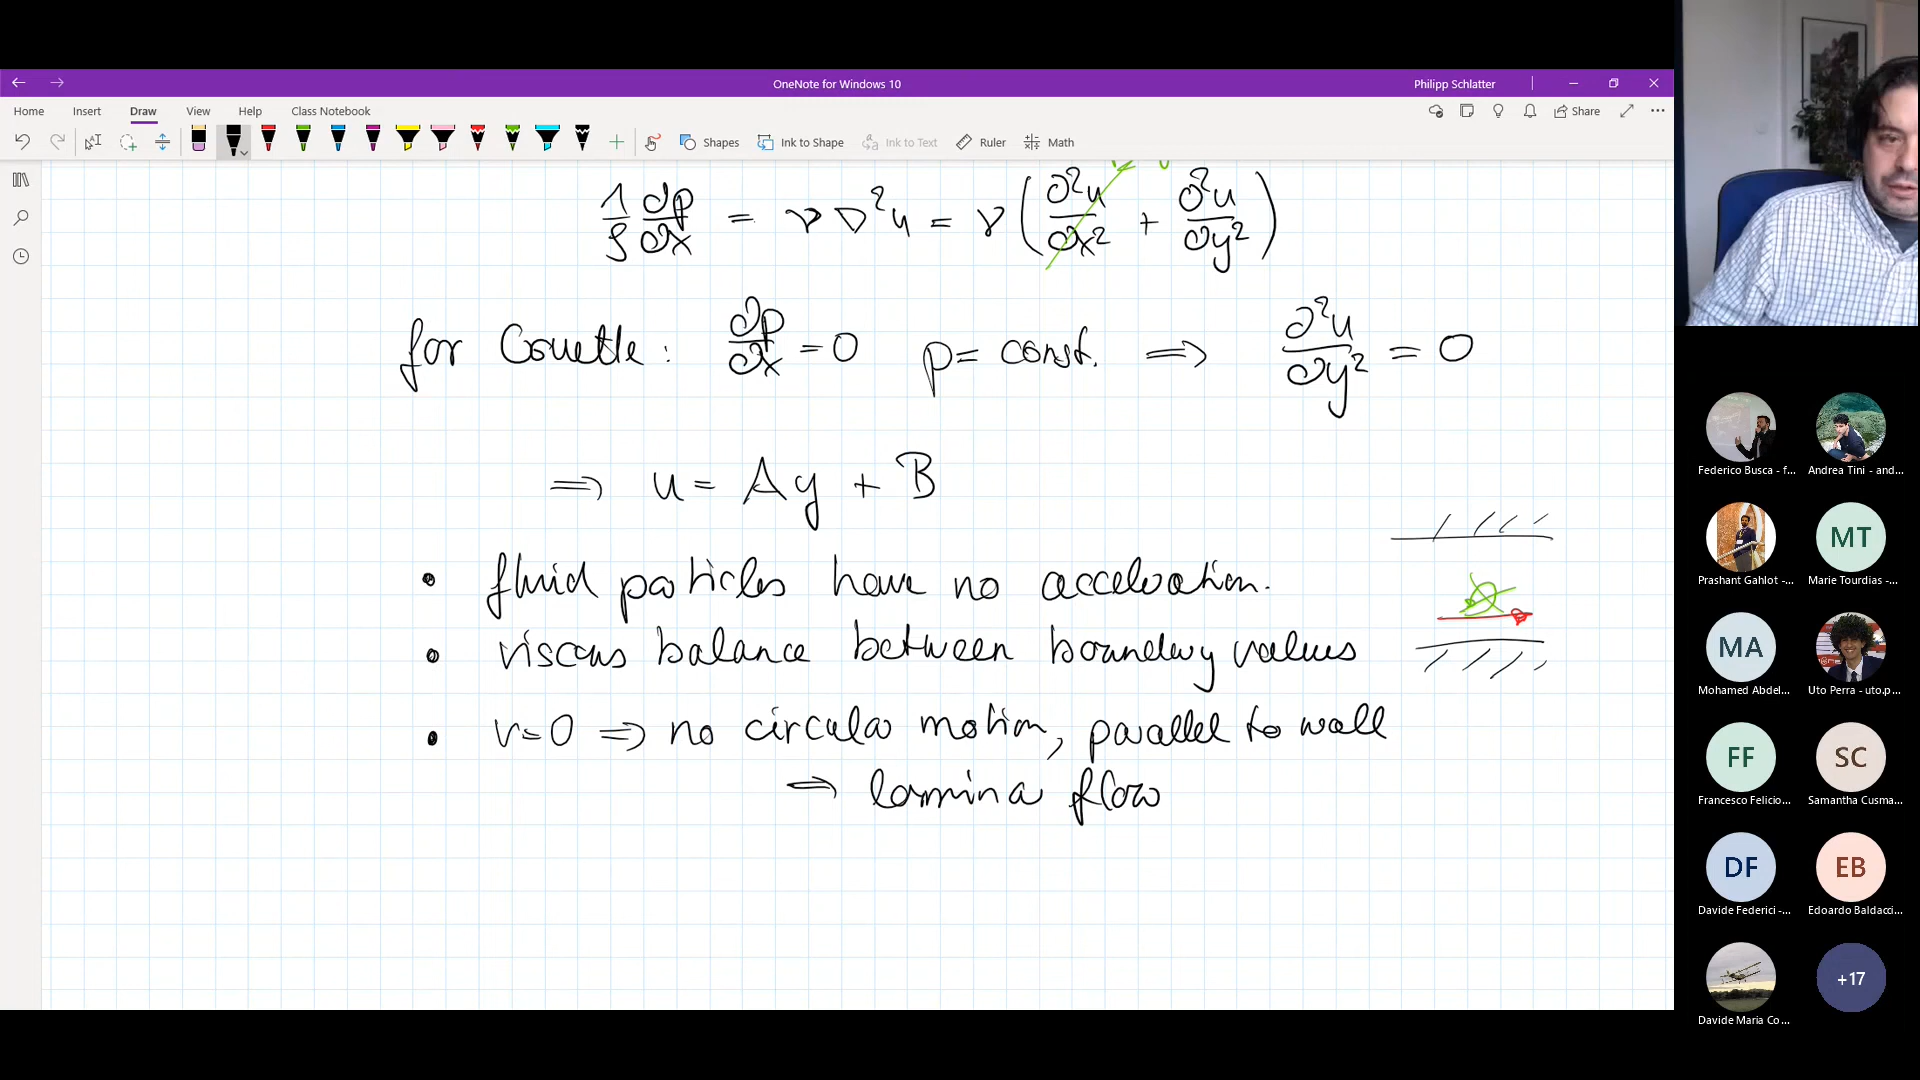 OneNote for Windows 10
Philipp Schlatter
Home Insert Draw View Help Class Notebook
Share
Shapes Ink to Shape Ink to Text Ruler Math
1/ρ ∂p/∂x = ν∇²u = ν(∂²u/∂x² + ∂²u/∂y²)
for Couette: ∂p/∂x = 0 p = const. ⟹ ∂²u/∂y² = 0
⟹ u = Ay + B
• fluid particles have no acceleration.
• viscous balance between boundary values
• v=0 ⟹ no circular motion, parallel to wall
⟹ laminar flow
Federico Busca - f...
Andrea Tini - and...
Prashant Gahlot -...
MT
Marie Tourdias -...
MA
Mohamed Abdel...
Uto Perra - uto.p...
FF
Francesco Felicio...
SC
Samantha Cusma...
DF
Davide Federici -...
EB
Edoardo Baldacci...
Davide Maria Co...
+17